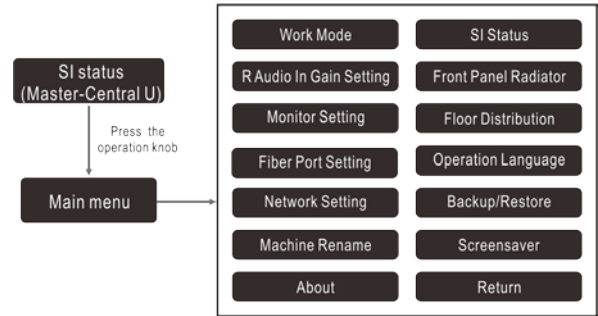 SI status
(Master-Central U)
Press the
operation knob
Main menu
Work Mode
R Audio In Gain Setting
Monitor Setting
Fiber Port Setting
Network Setting
Machine Rename
About
SI Status
Front Panel Radiator
Floor Distribution
Operation Language
Backup/Restore
Screensaver
Return